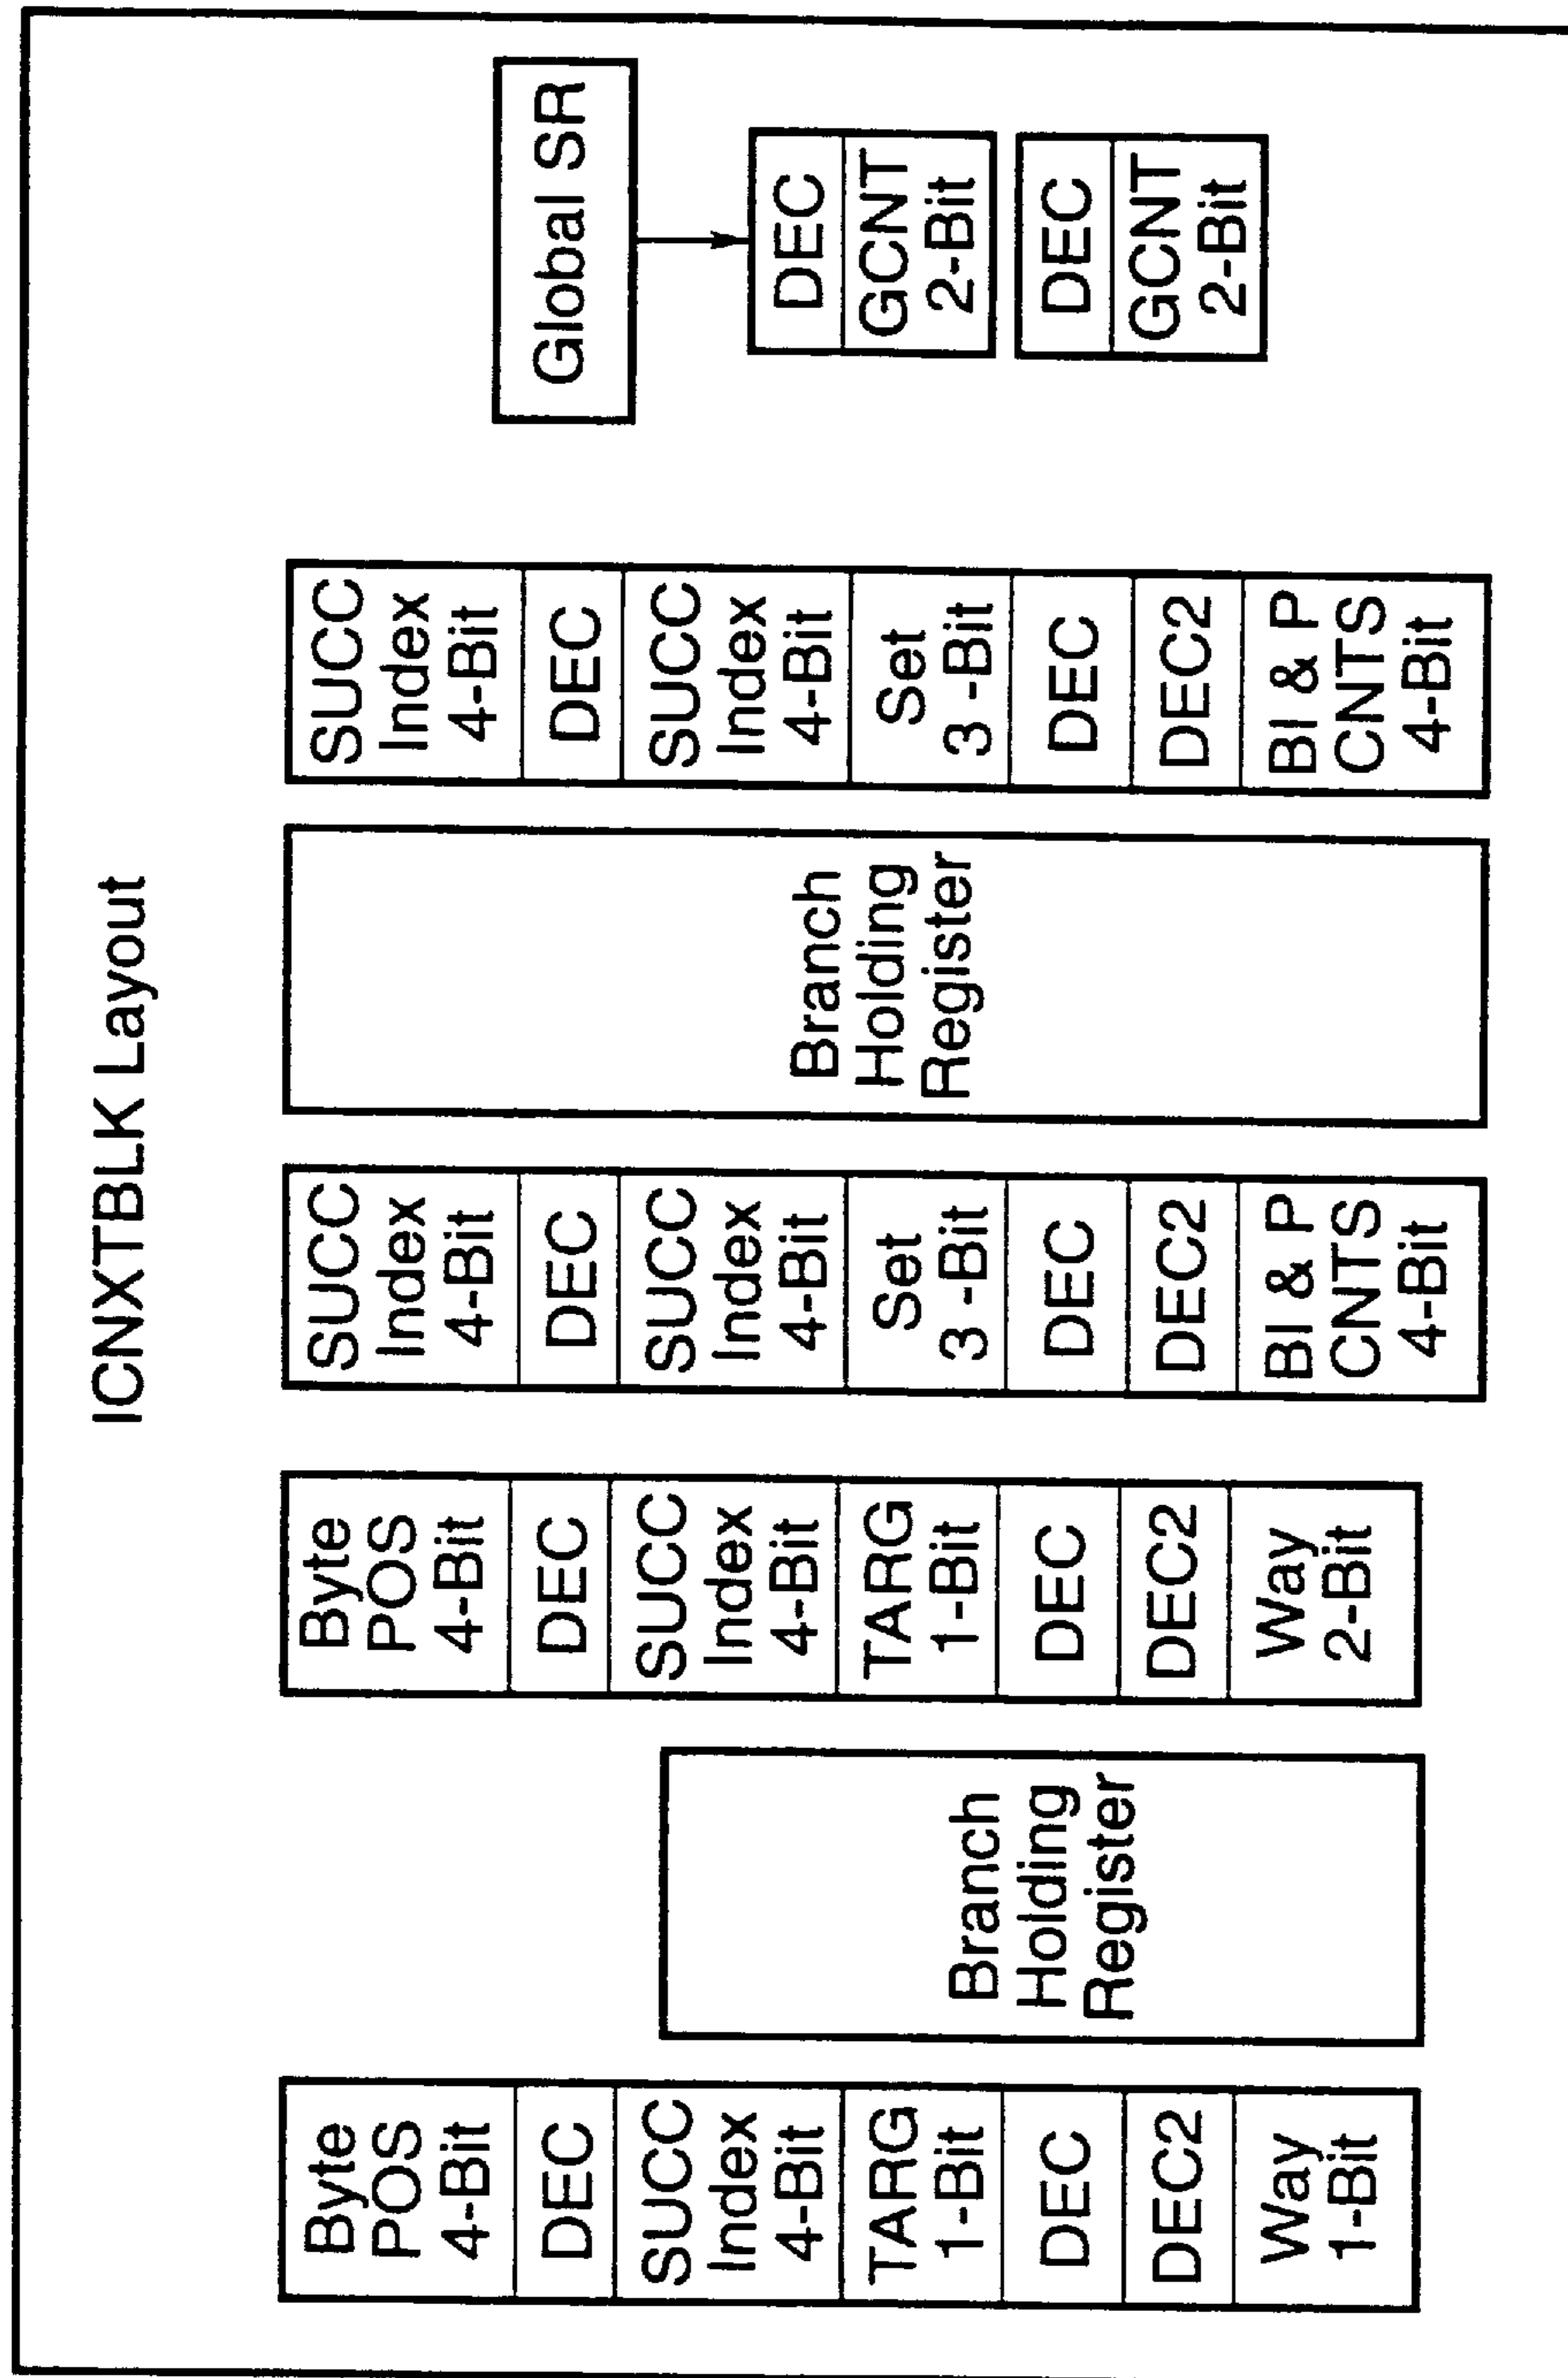 ICNXTBLK Layout
Byte
POS
4-Bit
DEC
SUCC
Index
4-Bit
TARG
1-Bit
DEC
DEC2
Way
1-Bit
Branch
Holding
Register
Byte
POS
4-Bit
DEC
SUCC
Index
4-Bit
TARG
1-Bit
DEC
DEC2
Way
2-Bit
SUCC
Index
4-Bit
DEC
SUCC
Index
4-Bit
Set
3 -Bit
DEC
DEC2
BI & P
CNTS
4-Bit
Branch
Holding
Register
SUCC
Index
4-Bit
DEC
SUCC
Index
4-Bit
Set
3 -Bit
DEC
DEC2
BI & P
CNTS
4-Bit
Global SR
DEC
GCNT
2-Bit
DEC
GCNT
2-Bit